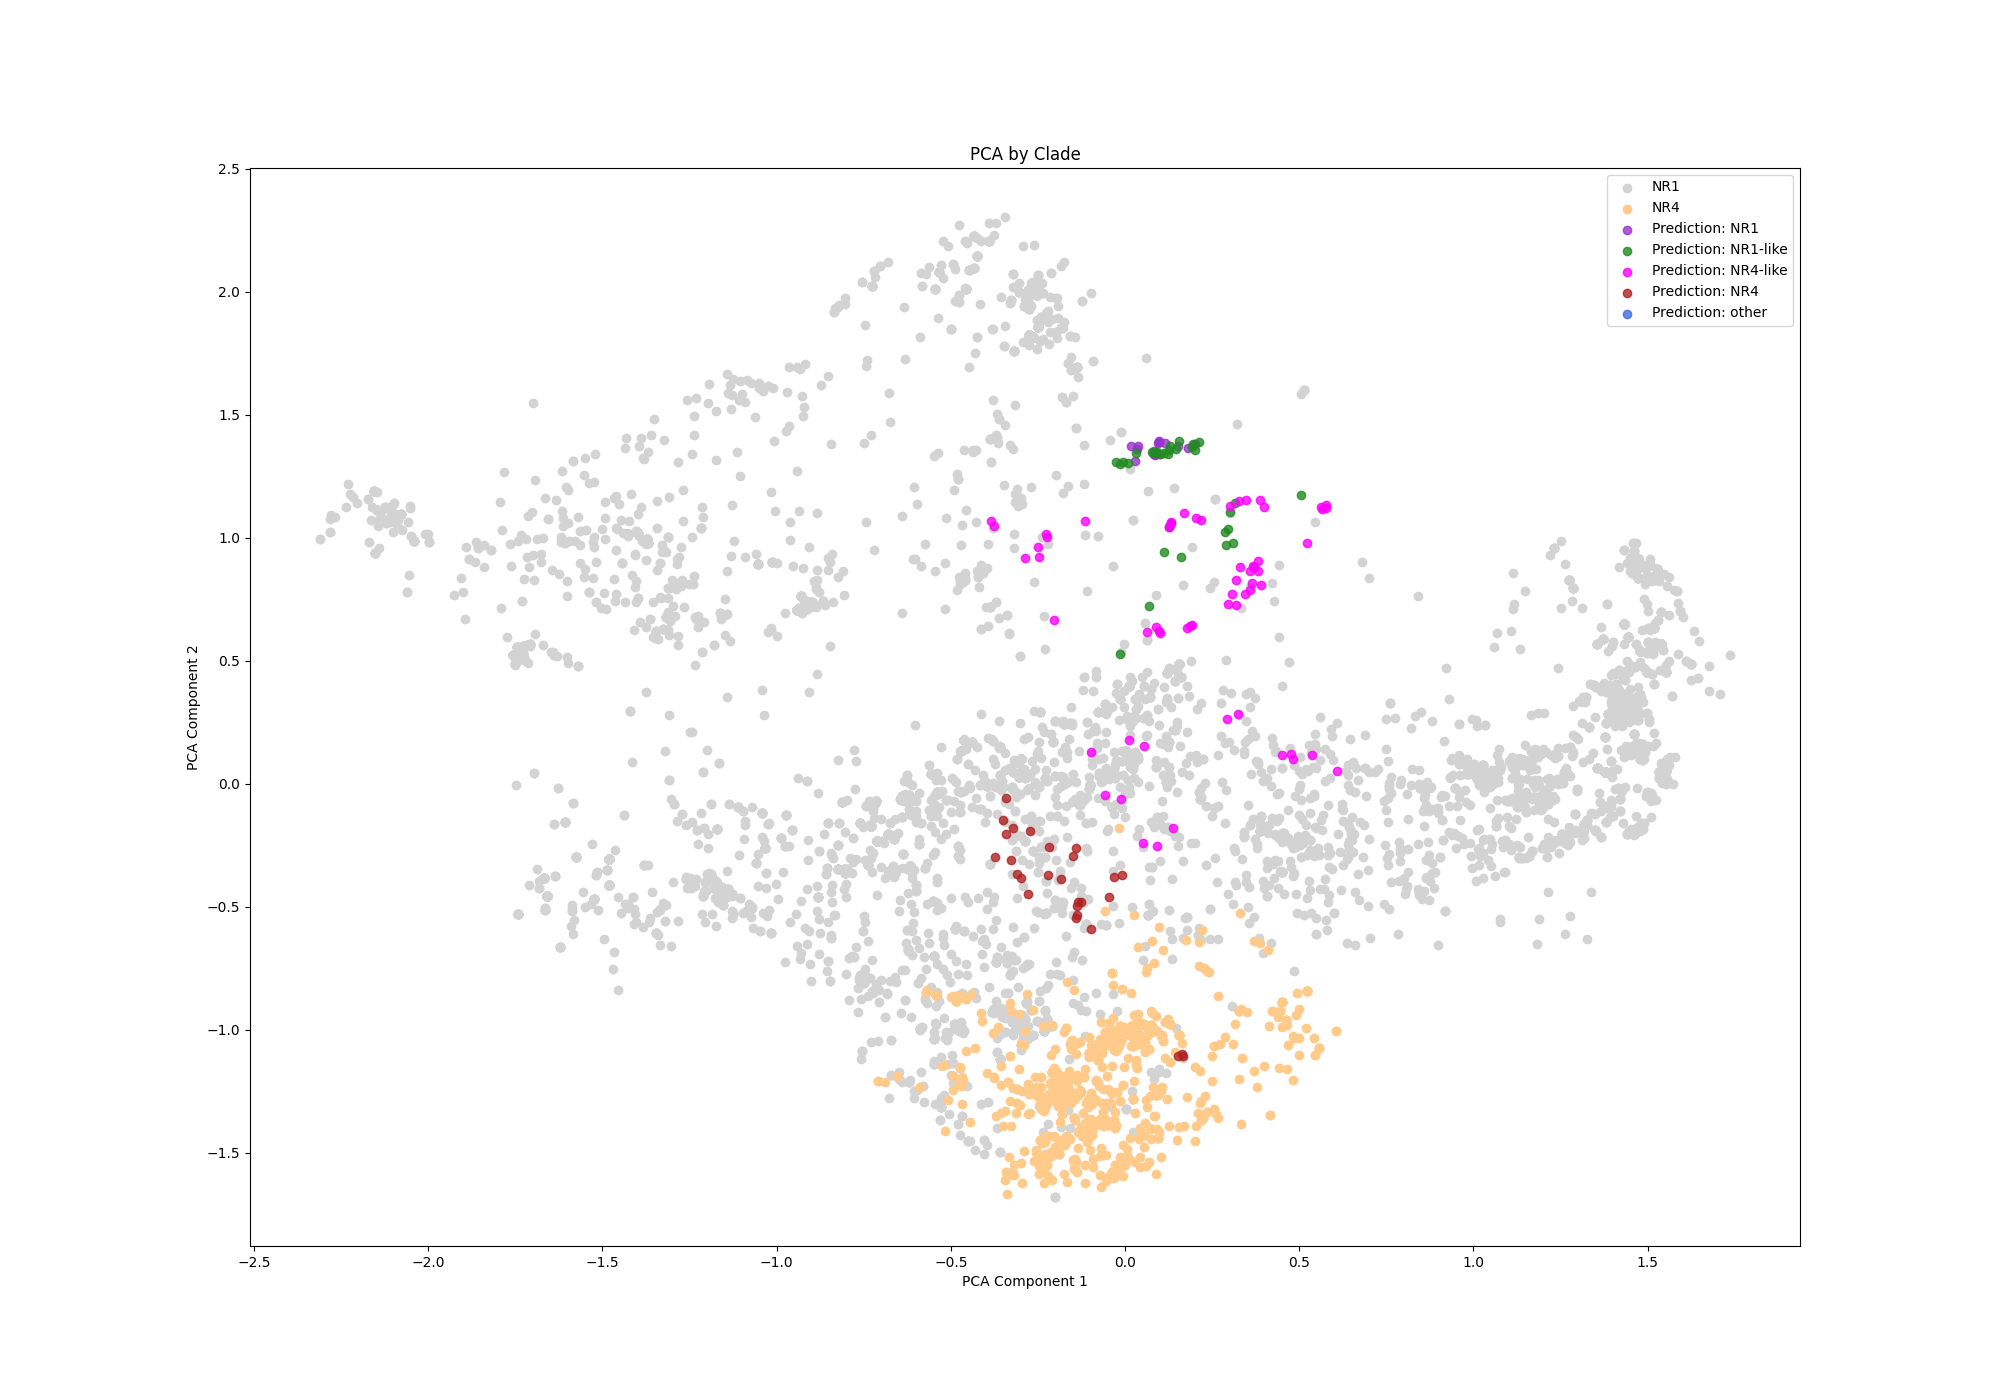 PCA by Clade
2.5
2.0
1.5
1.0
0.5
0.0
−0.5
−1.0
−1.5
PCA Component 2
NR1
NR4
Prediction: NR1
Prediction: NR1-like
Prediction: NR4-like
Prediction: NR4
Prediction: other
−2.5 −2.0 −1.5 −1.0 −0.5 0.0 0.5 1.0 1.5
PCA Component 1